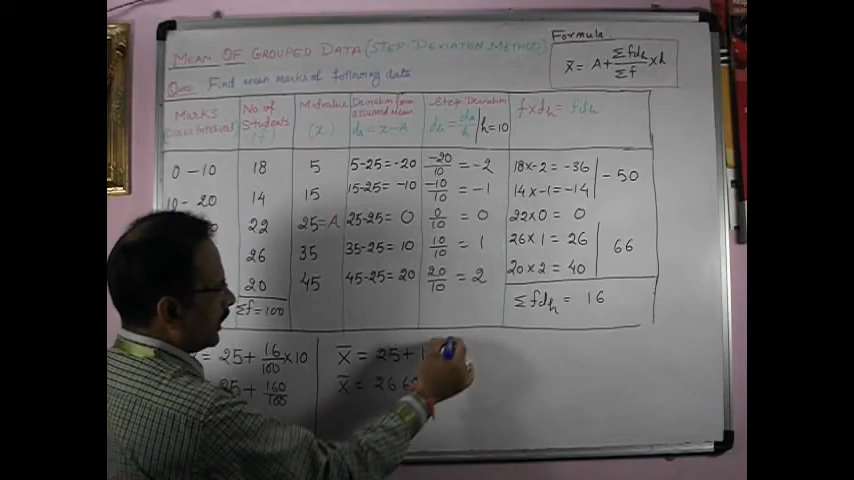 MEAN OF GROUPED DATA (STEP DEVIATION METHOD)
Formula
x̄ = A + Σfdh/Σf × h
Ques: Find mean marks of following data
Marks (Class Interval) | No. of Students (f) | Midvalue (x) | Deviation from assumed mean dx = x - A | Step Deviation dh = dx/h / h = 10 | f × dh = fdh
0 - 10 | 18 | 5 | 5-25 = -20 | -20/10 = -2 | 18 × -2 = -36
- 50
10 - 20 | 14 | 15 | 15-25 = -10 | -10/10 = -1 | 14 × -1 = -14
22 | 25 = A | 25-25 = 0 | 0/10 = 0 | 22 × 0 = 0
26 | 35 | 35-25 = 10 | 10/10 = 1 | 26 × 1 = 26
66
20 | 45 | 45-25 = 20 | 20/10 = 2 | 20 × 2 = 40
Σf = 100 | Σfdh = 16
= 25 + 16/100 × 10
25 + 160/100
x̄ = 25 + 1
x̄ = 26.6